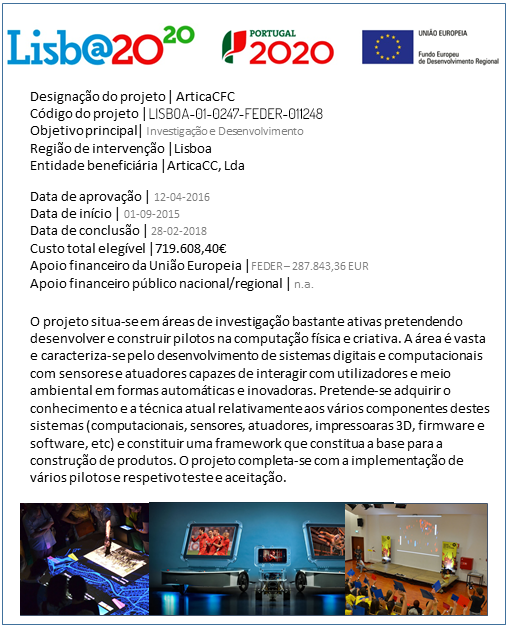 Lisb@20²⁰
PORTUGAL
2020
UNIÃO EUROPEIA
Fundo Europeu
de Desenvolvimento Regional
Designação do projeto | ArticaCFC
Código do projeto | LISBOA-01-0247-FEDER-011248
Objetivo principal| Investigação e Desenvolvimento
Região de intervenção |Lisboa
Entidade beneficiária |ArticaCC, Lda
Data de aprovação | 12-04-2016
Data de início | 01-09-2015
Data de conclusão | 28-02-2018
Custo total elegível |719.608,40€
Apoio financeiro da União Europeia |FEDER – 287.843,36 EUR
Apoio financeiro público nacional/regional | n.a.
O projeto situa-se em áreas de investigação bastante ativas pretendendo
desenvolver e construir pilotos na computação física e criativa. A área é vasta
e caracteriza-se pelo desenvolvimento de sistemas digitais e computacionais
com sensores e atuadores capazes de interagir com utilizadores e meio
ambiental em formas automáticas e inovadoras. Pretende-se adquirir o
conhecimento e a técnica atual relativamente aos vários componentes destes
sistemas (computacionais, sensores, atuadores, impressoaras 3D, firmware e
software, etc) e constituir uma framework que constitua a base para a
construção de produtos. O projeto completa-se com a implementação de
vários pilotos e respetivo teste e aceitação.